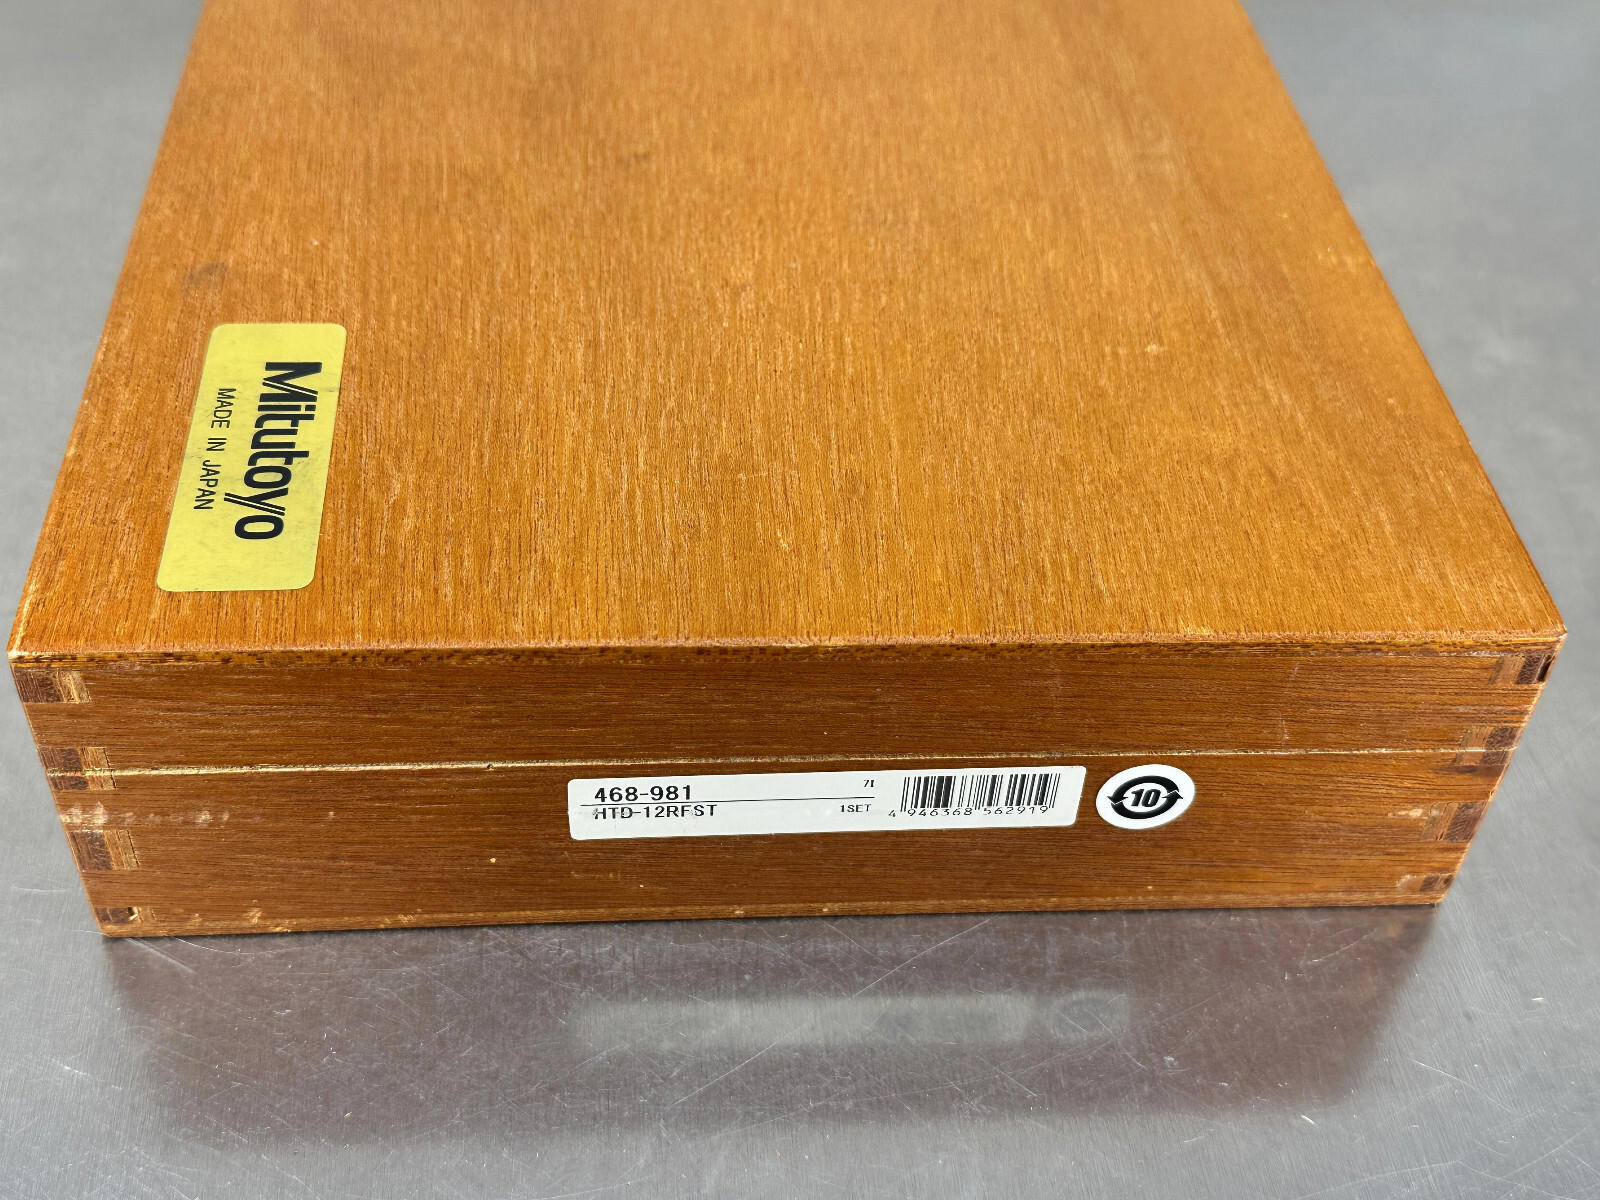 Mitutoyo
MADE IN JAPAN
468-981
7I
HTD-12RFST
1SET
4 946368 562919
10